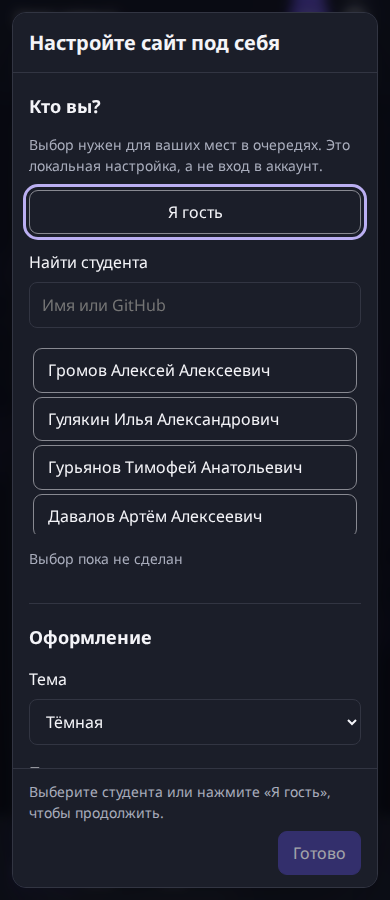 Настройте сайт под себя
Кто вы?
Выбор нужен для ваших мест в очередях. Это
локальная настройка, а не вход в аккаунт.
Я гость
Найти студента
Имя или GitHub
Громов Алексей Алексеевич
Гулякин Илья Александрович
Гурьянов Тимофей Анатольевич
Давалов Артём Алексеевич
Выбор пока не сделан
Оформление
Тема
Тёмная
Выберите студента или нажмите «Я гость»,
чтобы продолжить.
Готово